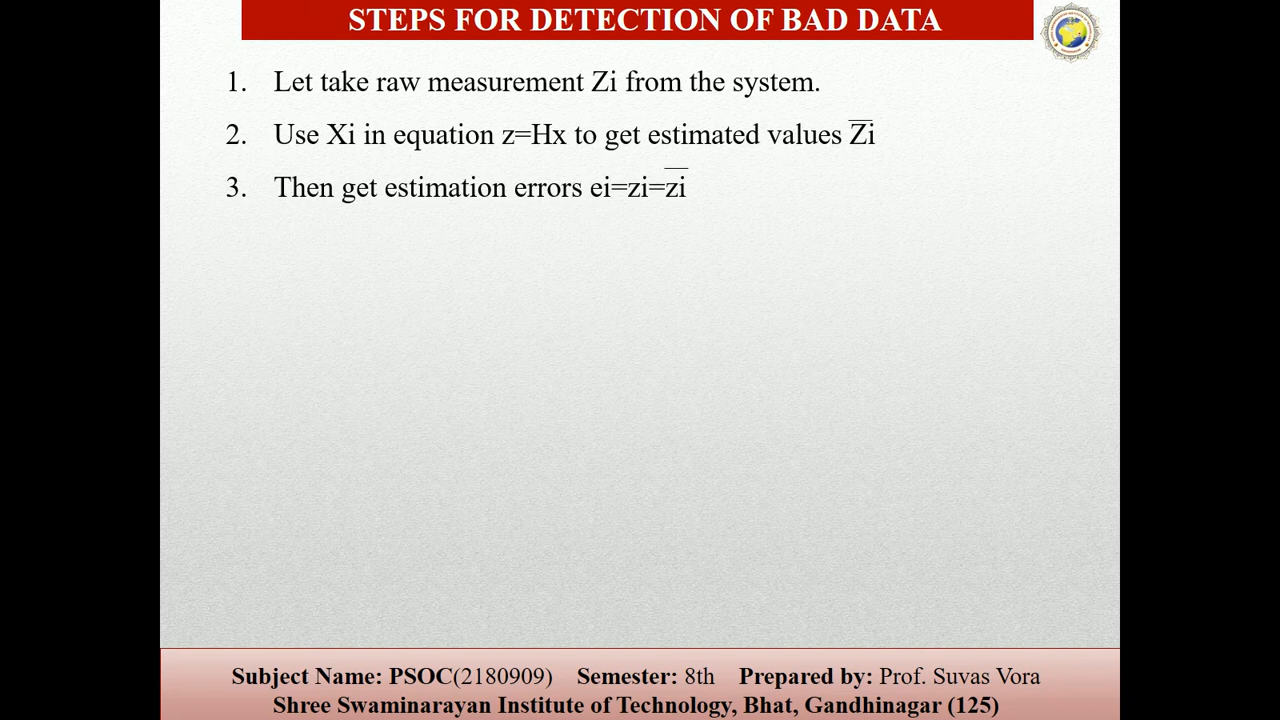 STEPS FOR DETECTION OF BAD DATA
1. Let take raw measurement Zi from the system.
2. Use Xi in equation z=Hx to get estimated values Z̅i̅
3. Then get estimation errors ei=zi=z̅i̅
Subject Name: PSOC(2180909) Semester: 8th Prepared by: Prof. Suvas Vora
Shree Swaminarayan Institute of Technology, Bhat, Gandhinagar (125)